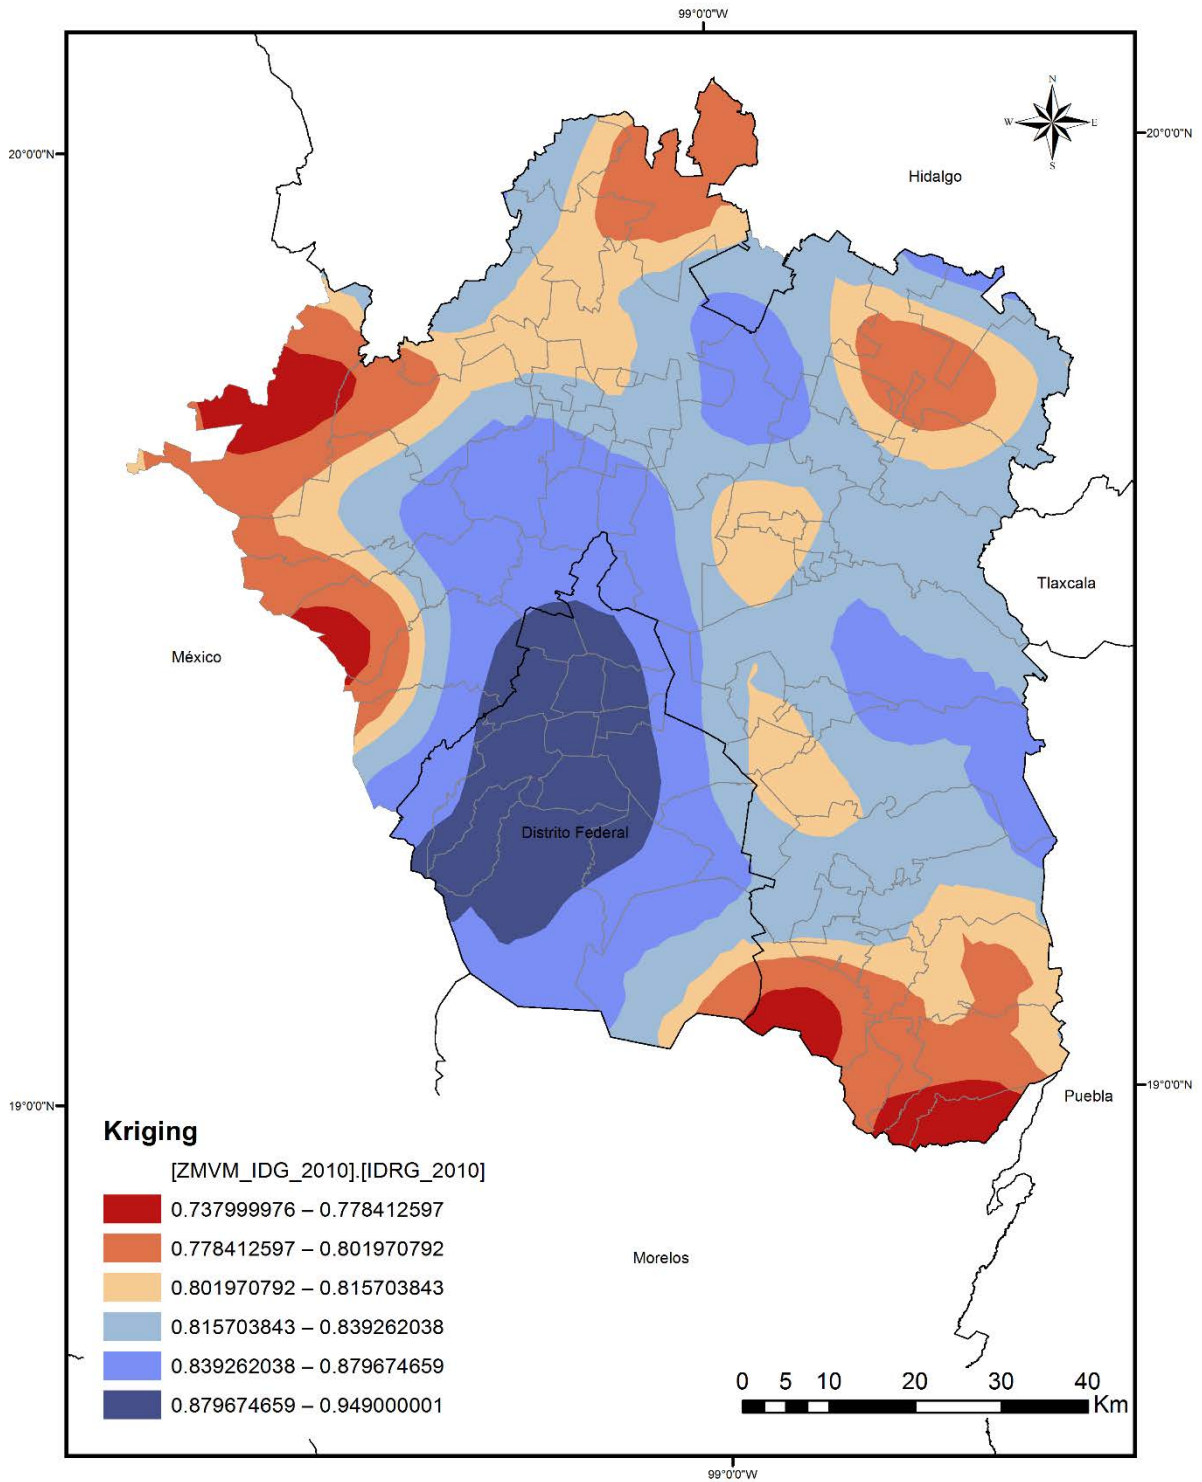 99°0'0"W
N
W
E
S
20°0'0"N
20°0'0"N
Hidalgo
Tlaxcala
México
Distrito Federal
19°0'0"N
19°0'0"N
Puebla
Kriging
[ZMVM_IDG_2010].[IDRG_2010]
0.737999976 – 0.778412597
0.778412597 – 0.801970792
0.801970792 – 0.815703843
0.815703843 – 0.839262038
0.839262038 – 0.879674659
0.879674659 – 0.949000001
Morelos
0 5 10 20 30 40
Km
99°0'0"W